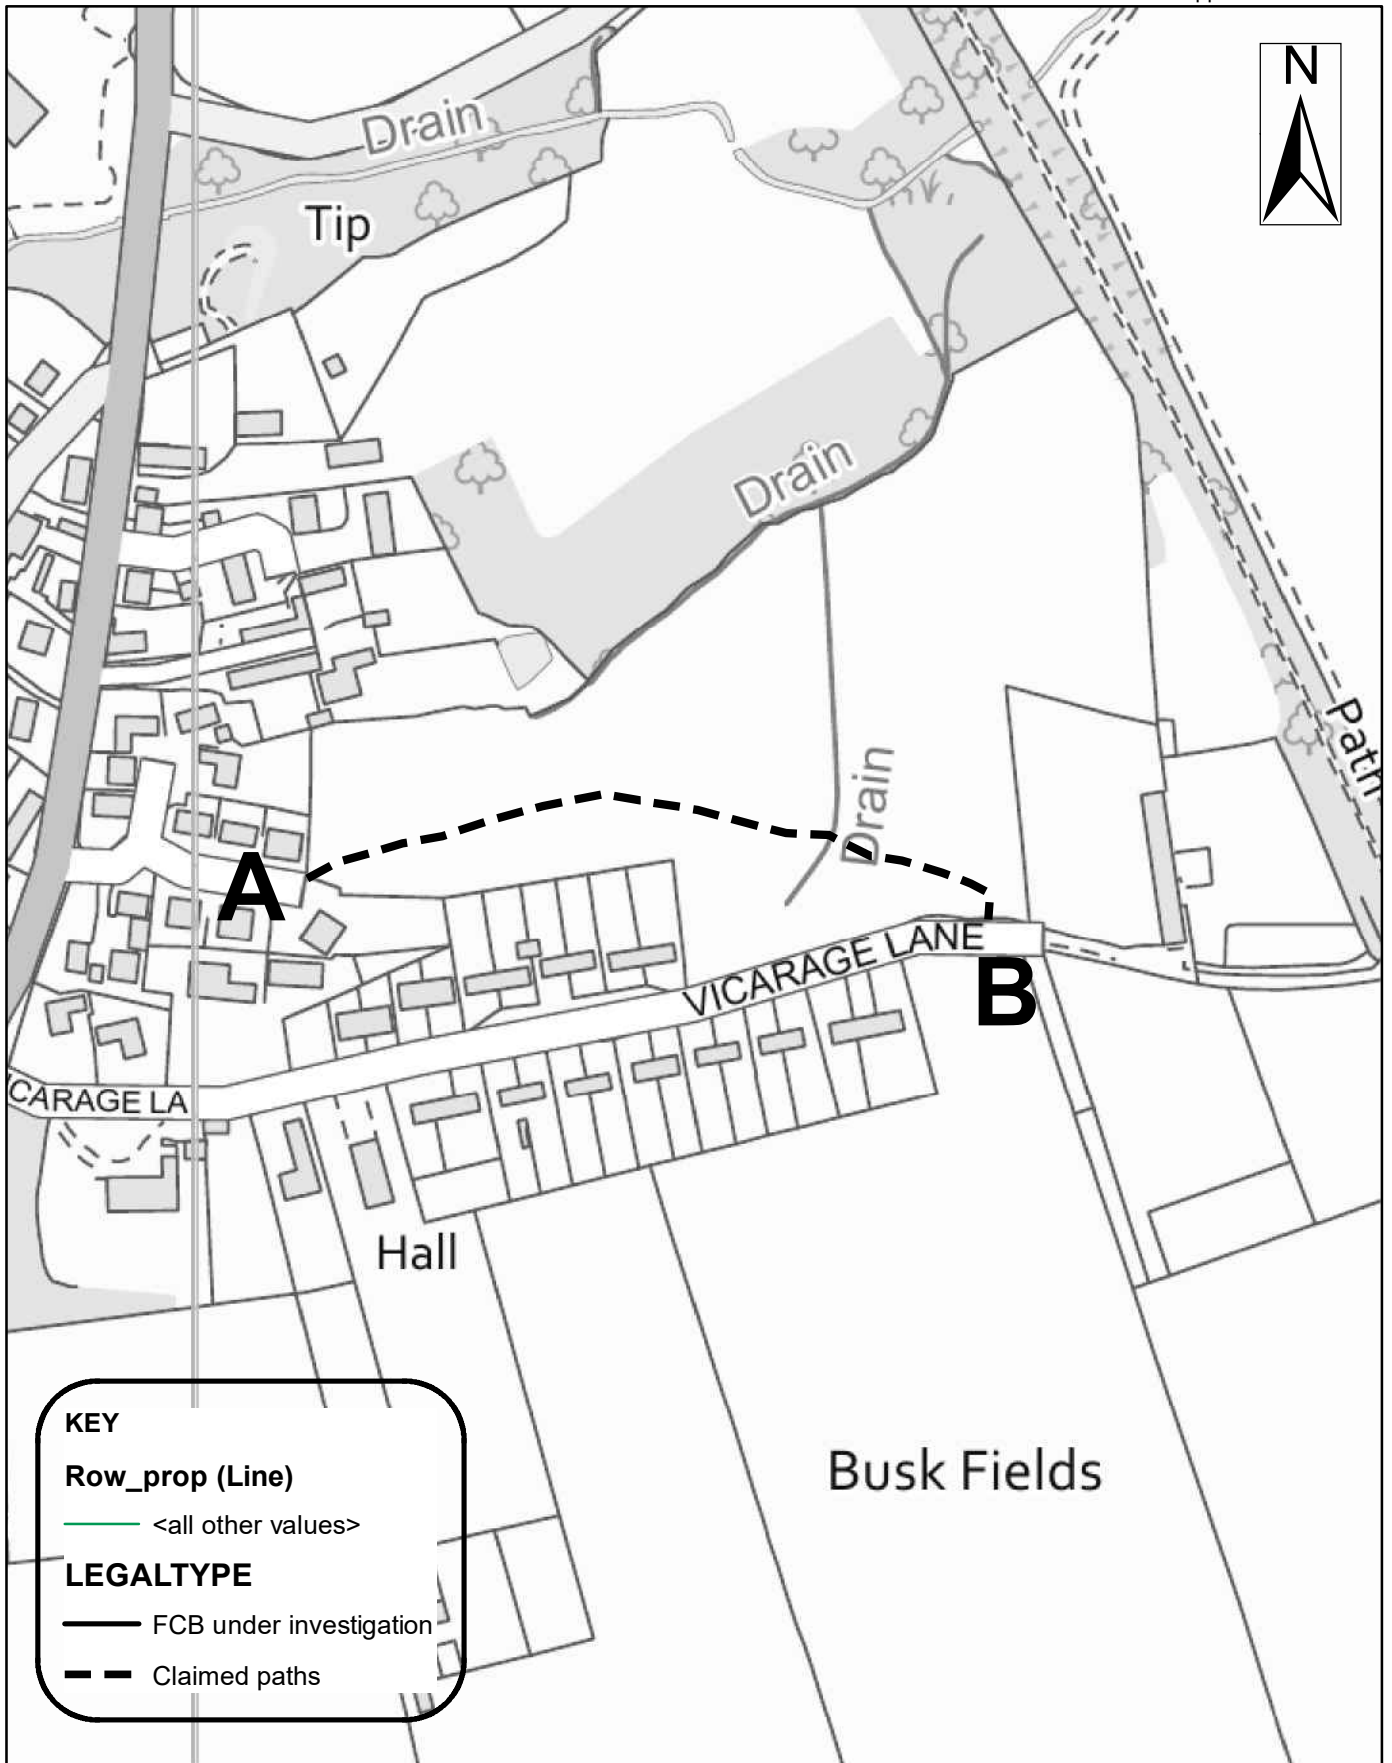 N
Drain
Tip
Drain
Path
Drain
A
VICARAGE LANE
B
CARAGE LA
Hall
Busk Fields
KEY
Row_prop (Line)
<all other values>
LEGALTYPE
FCB under investigation
Claimed paths